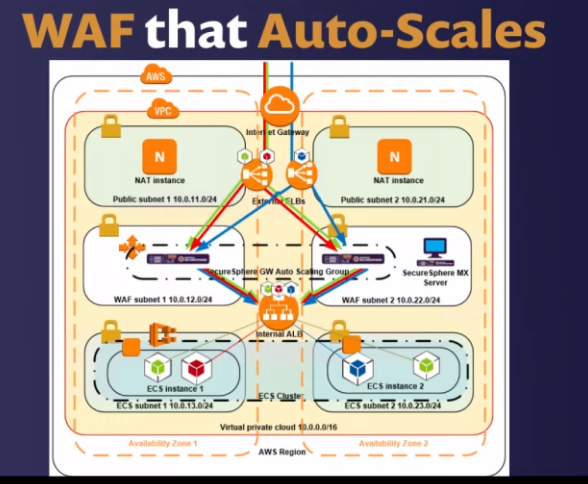 WAF that Auto-Scales
AWS
VPC
Internet Gateway
N
NAT instance
N
NAT instance
Public subnet 1 10.0.11.0/24
External ELBs
Public subnet 2 10.0.21.0/24
SecureSphere GW Auto Scaling Group
SecureSphere MX
Server
WAF subnet 1 10.0.12.0/24
WAF subnet 2 10.0.22.0/24
Internal ALB
ECS instance 1
ECS instance 2
ECS Cluster
ECS subnet 1 10.0.13.0/24
ECS subnet 2 10.0.23.0/24
Virtual private cloud 10.0.0.0/16
Availability Zone 1
Availability Zone 2
AWS Region